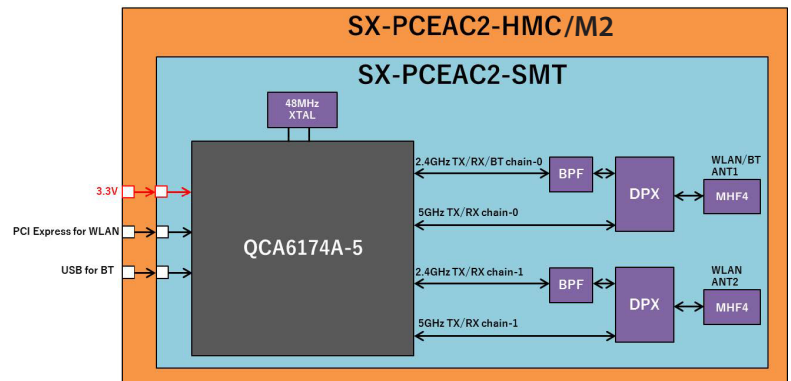 SX-PCEAC2-HMC/M2
SX-PCEAC2-SMT
48MHz
XTAL
3.3V
PCI Express for WLAN
USB for BT
QCA6174A-5
2.4GHz TX/RX/BT chain-0
BPF
DPX
WLAN/BT
ANT1
MHF4
5GHz TX/RX chain-0
2.4GHz TX/RX chain-1
BPF
DPX
WLAN
ANT2
MHF4
5GHz TX/RX chain-1